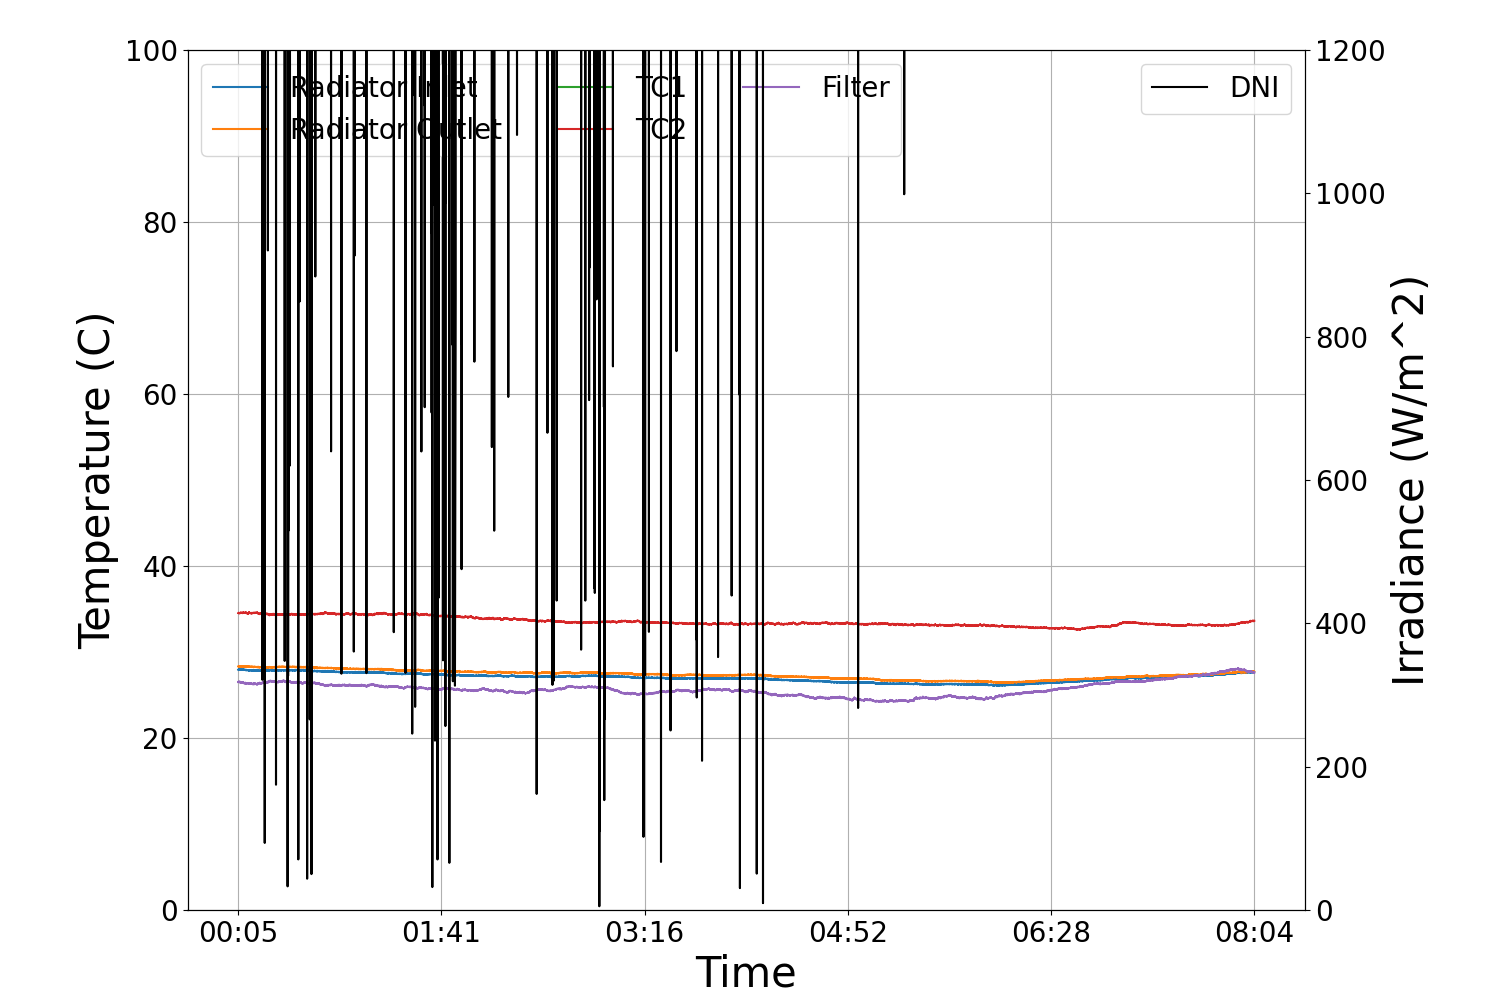 100
80
60
40
20
0
Temperature (C)
Radiator Inlet
Radiator Outlet
TC1
TC2
Filter
DNI
1200
1000
800
600
400
200
0
Irradiance (W/m^2)
00:05
01:41
03:16
04:52
06:28
08:04
Time